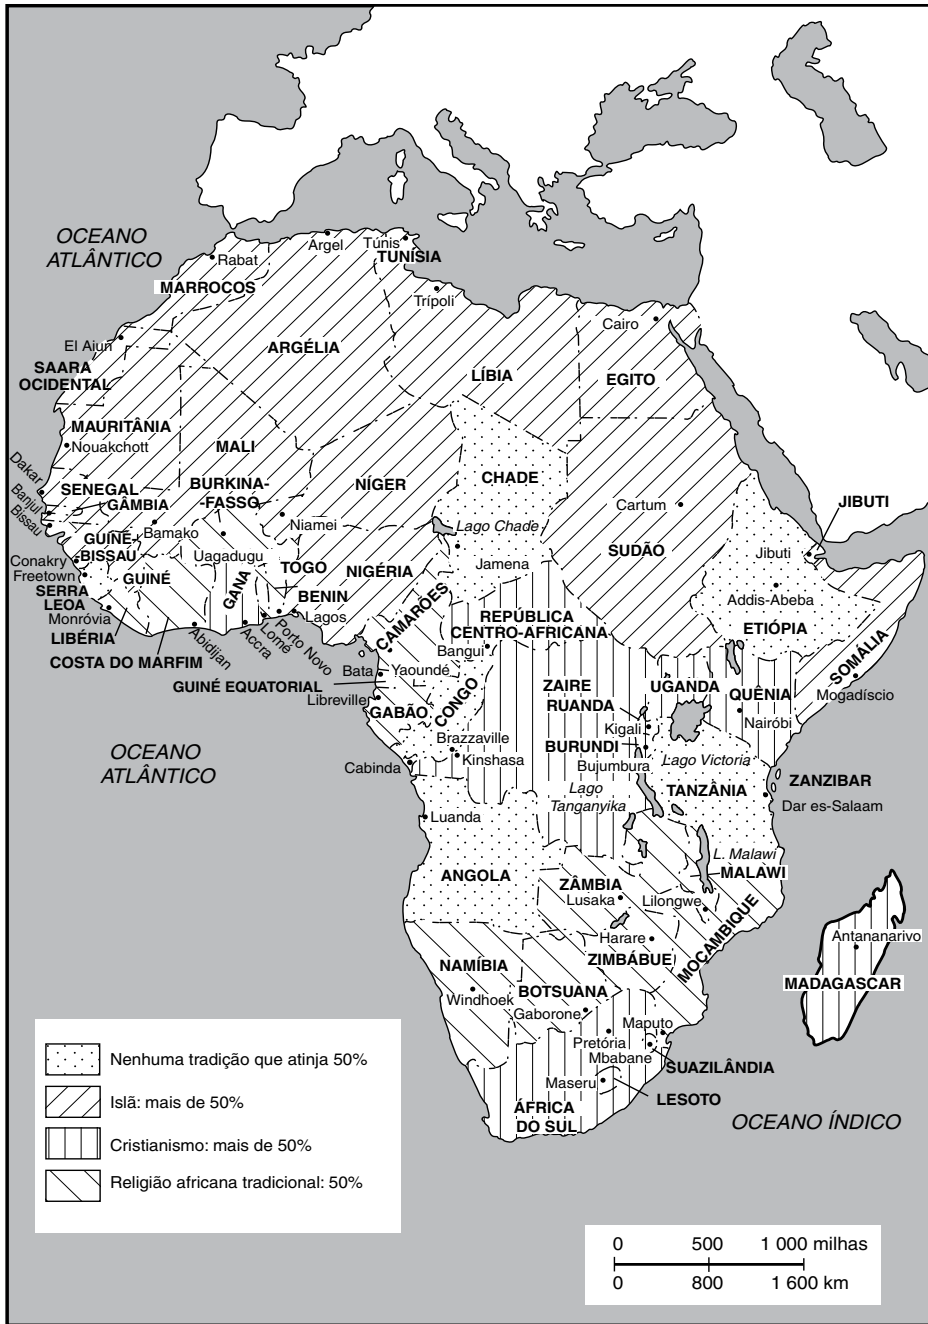 OCEANO
ATLÂNTICO
Rabat
Argel
Túnis
TUNÍSIA
MARROCOS
Trípoli
Cairo
El Aiun
ARGÉLIA
SAARA
OCIDENTAL
LÍBIA
EGITO
MAURITÂNIA
Nouakchott
MALI
CHADE
Dakar
Banjul
Bissau
SENEGAL
GÂMBIA
BURKINA-
FASSO
NÍGER
Cartum
JIBUTI
Niamei
Lago Chade
GUINÉ-
BISSAU
Bamako
Uagadugu
SUDÃO
Jibuti
Conakry
Freetown
GUINÉ
GANA
TOGO
NIGÉRIA
Jamena
SERRA
LEOA
BENIN
Addis-Abeba
Monróvia
Lagos
CAMARÕES
REPÚBLICA
CENTRO-AFRICANA
ETIÓPIA
LIBÉRIA
COSTA DO MARFIM
Abidijan
Accra
Lomé
Porto Novo
Bangui
SOMÁLIA
Bata
Yaoundé
GUINÉ EQUATORIAL
Libreville
GABÃO
CONGO
ZAIRE
RUANDA
UGANDA
QUÊNIA
Mogadíscio
Kigali
Nairóbi
Brazzaville
Kinshasa
BURUNDI
Bujumbura
Lago Victoria
OCEANO
ATLÂNTICO
Cabinda
Lago
Tanganyika
TANZÂNIA
ZANZIBAR
Dar es-Salaam
Luanda
L. Malawi
MALAWI
ANGOLA
ZÂMBIA
Lusaka
Lilongwe
MOÇAMBIQUE
Harare
ZIMBÁBUE
Antananarivo
MADAGASCAR
NAMÍBIA
Windhoek
BOTSUANA
Gaborone
Maputo
Pretória
Mbabane
SUAZILÂNDIA
Maseru
LESOTO
ÁFRICA
DO SUL
OCEANO ÍNDICO
Nenhuma tradição que atinja 50%
Islã: mais de 50%
Cristianismo: mais de 50%
Religião africana tradicional: 50%
0 500 1 000 milhas
0 800 1 600 km